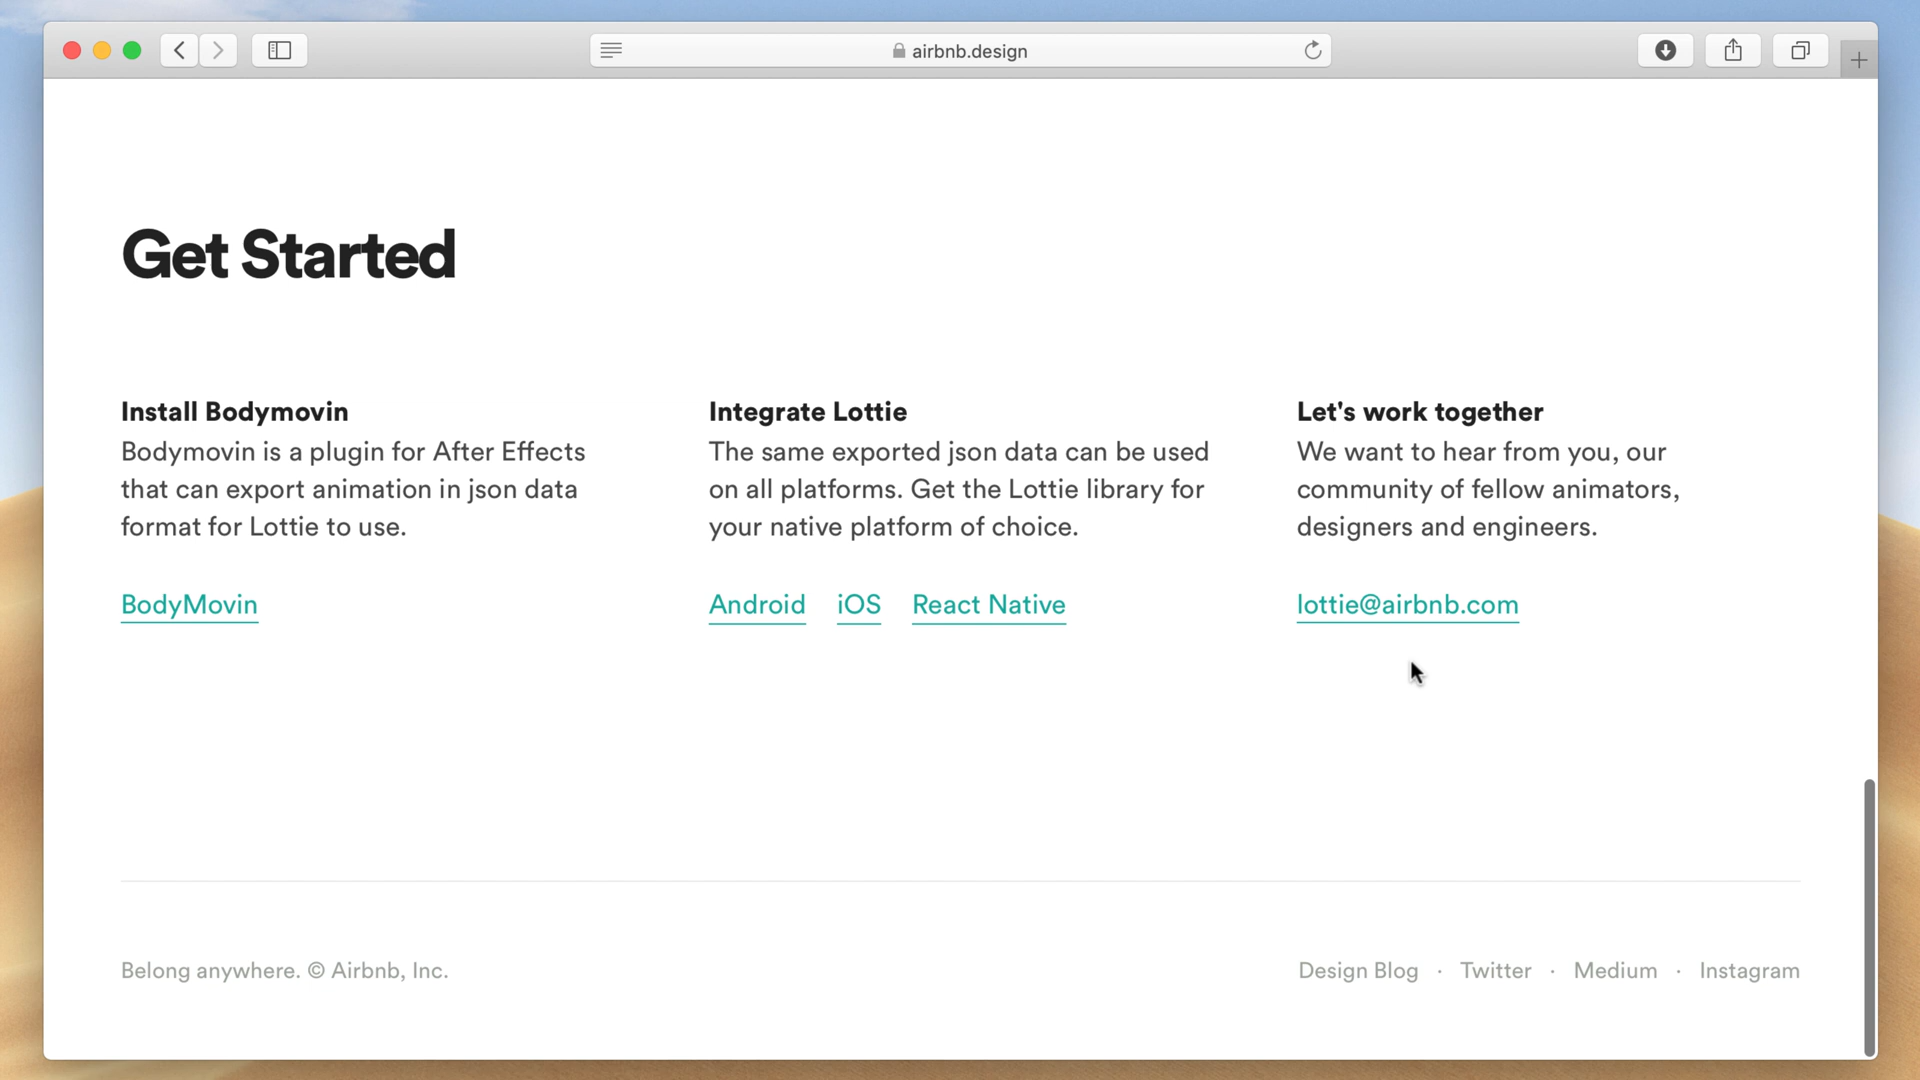 airbnb.design
Get Started
Install Bodymovin
Bodymovin is a plugin for After Effects
that can export animation in json data
format for Lottie to use.
BodyMovin
Integrate Lottie
The same exported json data can be used
on all platforms. Get the Lottie library for
your native platform of choice.
Android iOS React Native
Let's work together
We want to hear from you, our
community of fellow animators,
designers and engineers.
lottie@airbnb.com
Belong anywhere. © Airbnb, Inc.
Design Blog · Twitter · Medium · Instagram